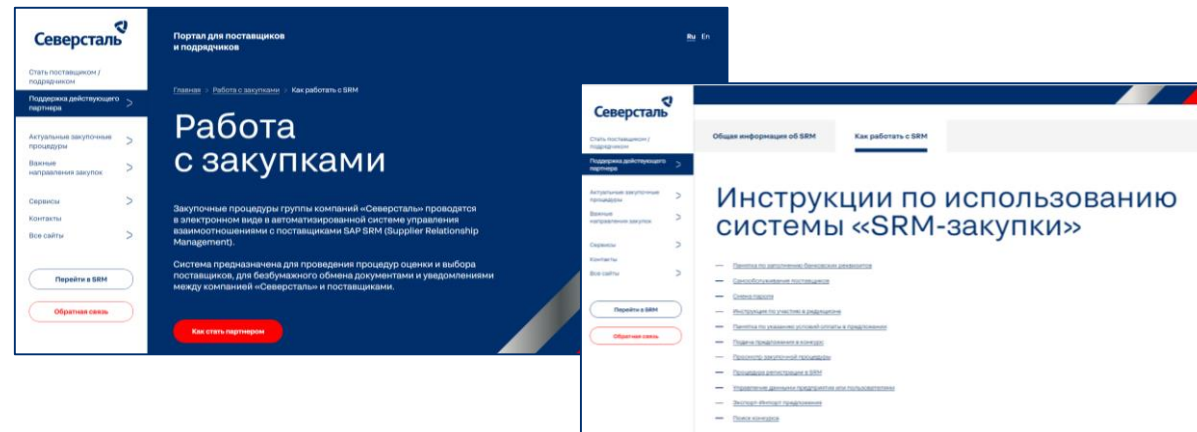 Северсталь
Стать поставщиком /
подрядчиком
Поддержка действующего
партнера
Актуальные закупочные
процедуры
Важные
направления закупок
Сервисы
Контакты
Все сайты
Перейти в SRM
Обратная связь
Портал для поставщиков
и подрядчиков
Ru En
Главная > Работа с закупками > Как работать с SRM
Работа
с закупками
Закупочные процедуры группы компаний «Северсталь» проводятся
в электронном виде в автоматизированной системе управления
взаимоотношениями с поставщиками SAP SRM (Supplier Relationship
Management).
Система предназначена для проведения процедур оценки и выбора
поставщиков, для безбумажного обмена документами и уведомлениями
между компанией «Северсталь» и поставщиками.
Как стать партнером
Северсталь
Стать поставщиком /
подрядчиком
Поддержка действующего
партнера
Актуальные закупочные
процедуры
Важные
направления закупок
Сервисы
Контакты
Все сайты
Перейти в SRM
Обратная связь
Общая информация об SRM Как работать с SRM
Инструкции по использованию
системы «SRM-закупки»
— Памятка по заполнению банковских реквизитов
— Самообслуживание поставщиков
— Смена пароля
— Инструкция по участию в редукционе
— Памятка по указанию условий оплаты в предложении
— Подача предложения в конкурс
— Просмотр закупочной процедуры
— Процедура регистрации в SRM
— Управление данными предприятия или пользователями
— Экспорт-Импорт предложения
— Поиск конкурса